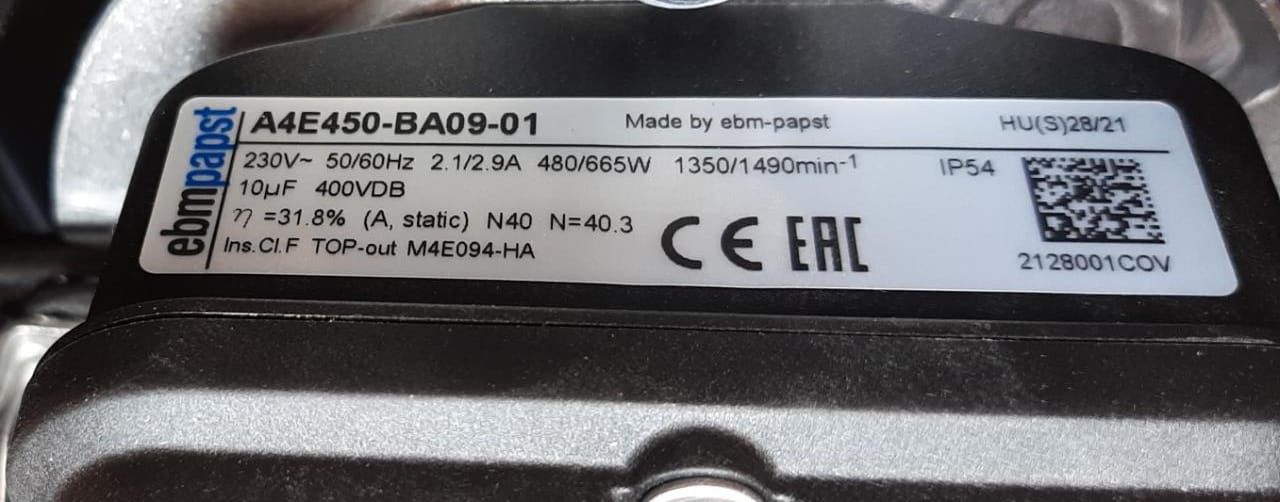 ebmpapst
A4E450-BA09-01 Made by ebm-papst HU(S)28/21
230V~ 50/60Hz 2.1/2.9A 480/665W 1350/1490min-¹ IP54
10µF 400VDB
η =31.8% (A, static) N40 N=40.3
Ins.Cl.F TOP-out M4E094-HA
CE EAC
2128001COV